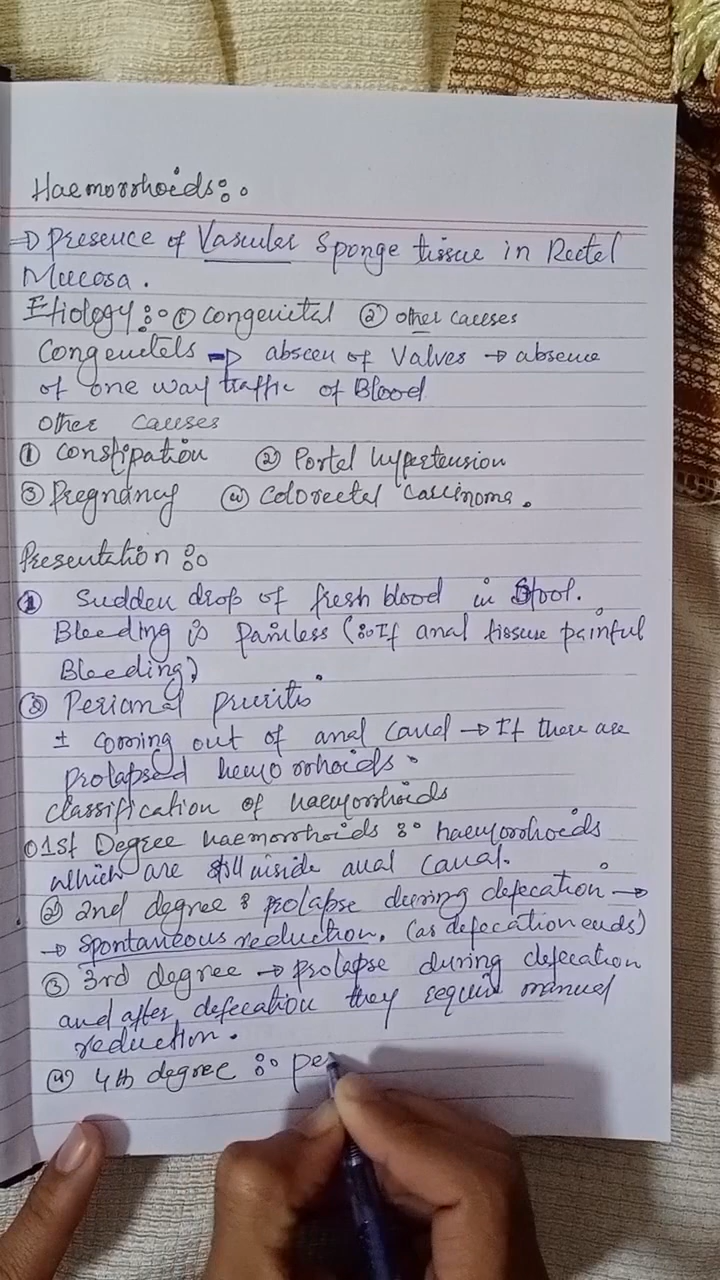 Haemorrhoids:.
⇒ Presence of Vascular Sponge tissue in Rectel
Mucosa.
Etiology:. ① Congenital ② other causes
Congenitels → absceu of Valves → absence
of one way traffic of Blood
other causes
① Constipation ② Portel hypertension
③ Pregnancy ④ Colorectal Carcinoma.
Presentation:.
① Sudden drop of fresh blood in Stool.
Bleeding is Painless (:. If anal tissue painful
Bleeding)
② Perianal pruritis
± coming out of anal canal → If there are
prolapsed hemorrhoids.
classification of haemorrhoids
① 1st Degree haemorrhoids :. haemorrhoids
which are still inside anal canal.
② 2nd degree : prolapse during defecation →
→ Spontaneous reduction. (as defecation ends)
③ 3rd degree → prolapse during defecation
and after defecation they require manual
reduction.
④ 4th degree :. pe